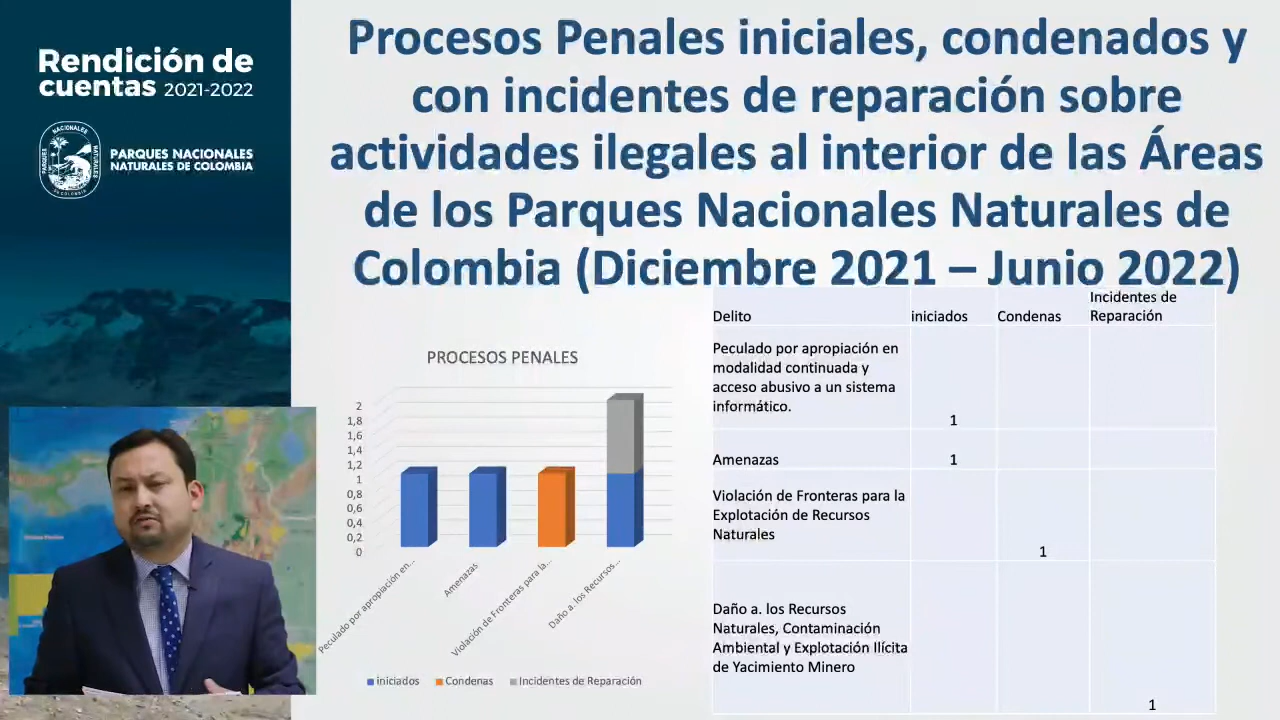 Rendición de
cuentas 2021-2022
PARQUES NACIONALES
NATURALES DE COLOMBIA
Procesos Penales iniciales, condenados y
con incidentes de reparación sobre
actividades ilegales al interior de las Áreas
de los Parques Nacionales Naturales de
Colombia (Diciembre 2021 – Junio 2022)
PROCESOS PENALES
2
1,8
1,6
1,4
1,2
1
0,8
0,6
0,4
0,2
0
Peculado por apropiación en...
Amenazas
Violación de Fronteras para la...
Daño a. los Recursos...
iniciados Condenas Incidentes de Reparación
Delito iniciados Condenas Incidentes de
Reparación
Peculado por apropiación en
modalidad continuada y
acceso abusivo a un sistema
informático.
1
Amenazas 1
Violación de Fronteras para la
Explotación de Recursos
Naturales
1
Daño a. los Recursos
Naturales, Contaminación
Ambiental y Explotación Ilícita
de Yacimiento Minero
1